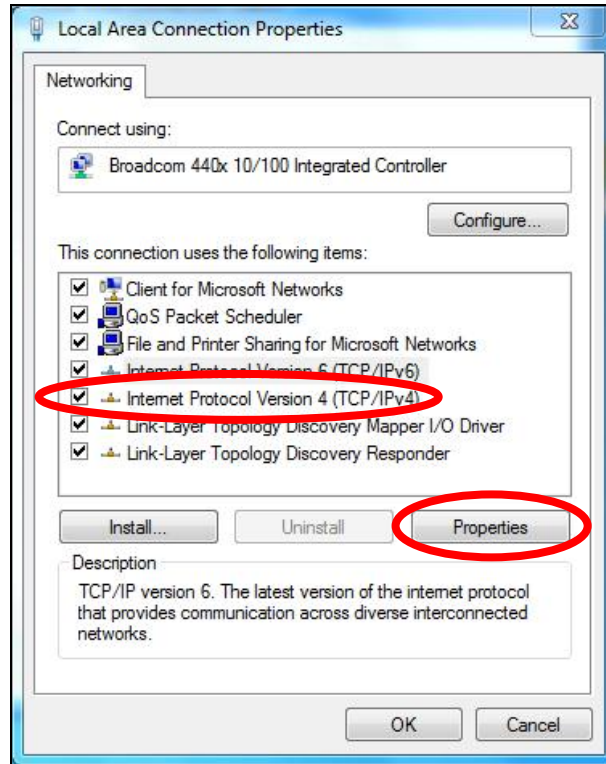 Local Area Connection Properties
Networking
Connect using:
Broadcom 440x 10/100 Integrated Controller
Configure...
This connection uses the following items:
Client for Microsoft Networks
QoS Packet Scheduler
File and Printer Sharing for Microsoft Networks
Internet Protocol Version 6 (TCP/IPv6)
Internet Protocol Version 4 (TCP/IPv4)
Link-Layer Topology Discovery Mapper I/O Driver
Link-Layer Topology Discovery Responder
Install...
Uninstall
Properties
Description
TCP/IP version 6. The latest version of the internet protocol
that provides communication across diverse interconnected
networks.
OK
Cancel